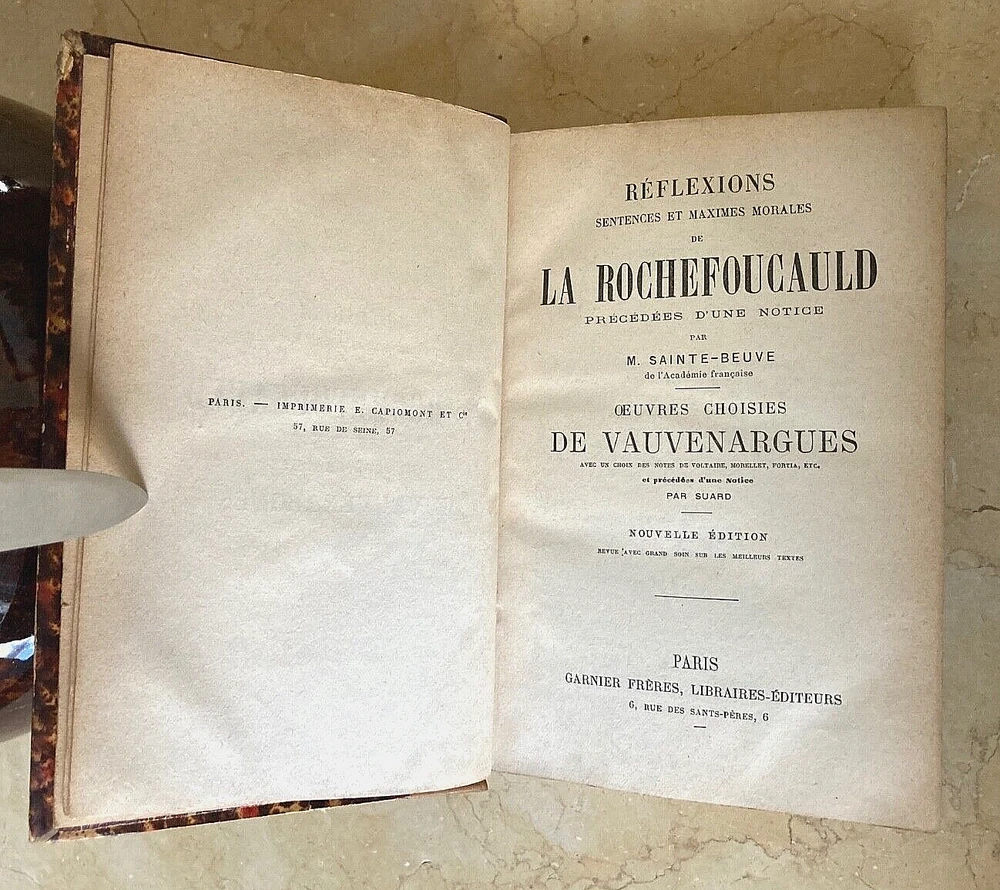 PARIS. — IMPRIMERIE E. CAPIOMONT ET Cie
57, RUE DE SEINE, 57
RÉFLEXIONS
SENTENCES ET MAXIMES MORALES
DE
LA ROCHEFOUCAULD
PRÉCÉDÉES D'UNE NOTICE
PAR
M. SAINTE-BEUVE
de l'Académie française
ŒUVRES CHOISIES
DE VAUVENARGUES
AVEC UN CHOIX DES NOTES DE VOLTAIRE, MORELLET, FORTIA, ETC.
et précédées d'une Notice
PAR SUARD
NOUVELLE ÉDITION
REVUE AVEC GRAND SOIN SUR LES MEILLEURS TEXTES
PARIS
GARNIER FRÈRES, LIBRAIRES-ÉDITEURS
6, RUE DES SANTS-PÈRES, 6